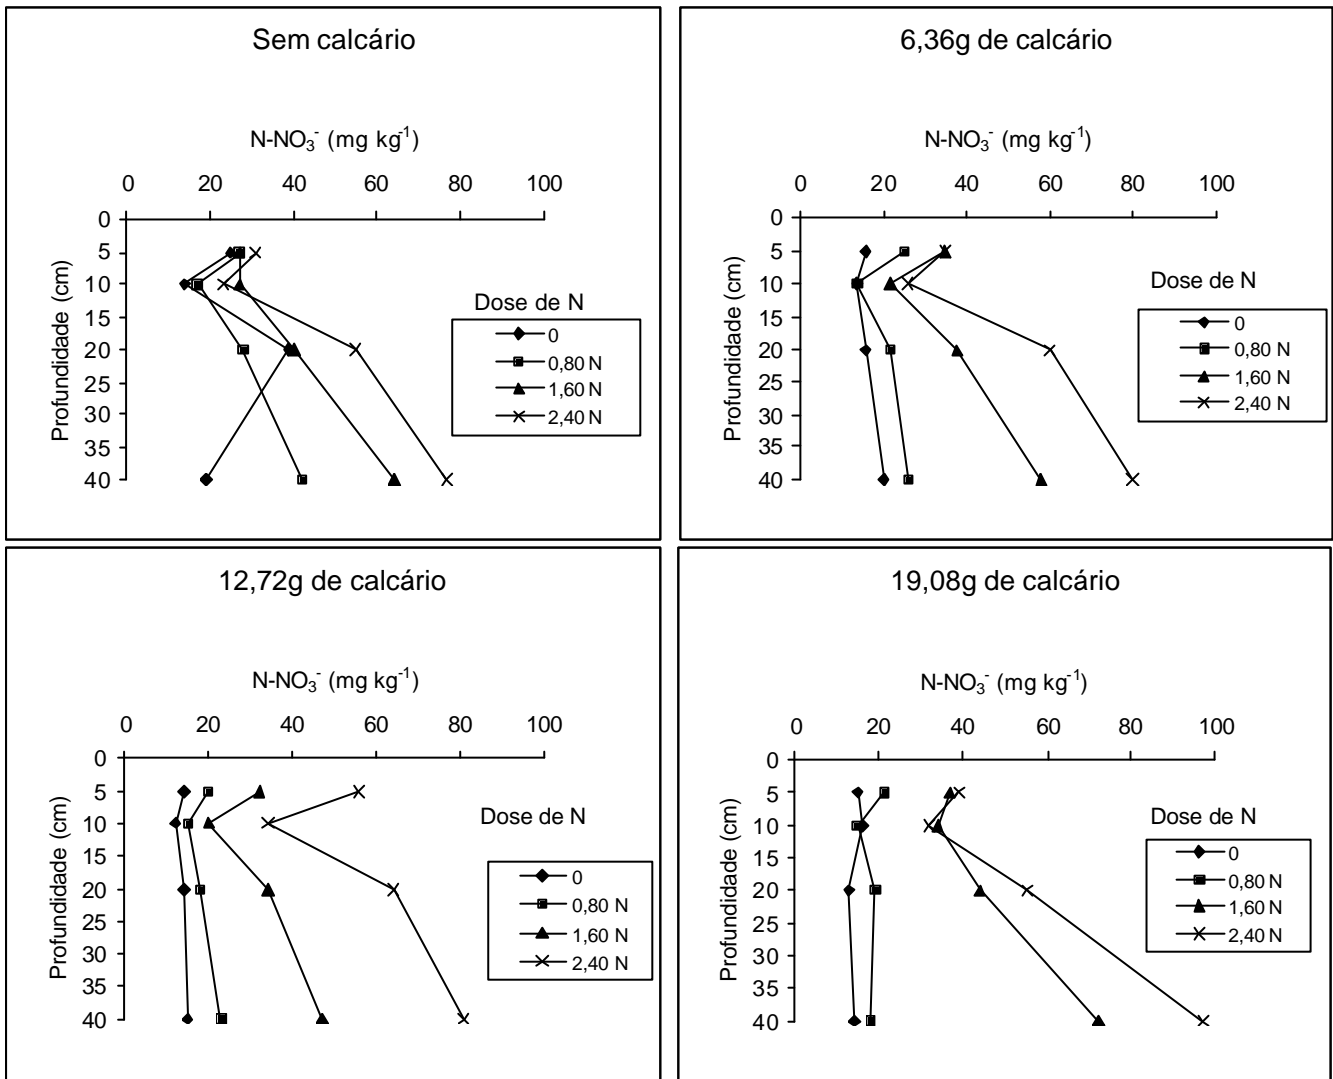 Sem calcário
N-NO₃⁻ (mg kg⁻¹)
0 20 40 60 80 100
Profundidade (cm)
0
5
10
15
20
25
30
35
40
Dose de N
0
0,80 N
1,60 N
2,40 N
6,36g de calcário
N-NO₃⁻ (mg kg⁻¹)
0 20 40 60 80 100
Profundidade (cm)
0
5
10
15
20
25
30
35
40
Dose de N
0
0,80 N
1,60 N
2,40 N
12,72g de calcário
N-NO₃⁻ (mg kg⁻¹)
0 20 40 60 80 100
Profundidade (cm)
0
5
10
15
20
25
30
35
40
Dose de N
0
0,80 N
1,60 N
2,40 N
19,08g de calcário
N-NO₃⁻ (mg kg⁻¹)
0 20 40 60 80 100
Profundidade (cm)
0
5
10
15
20
25
30
35
40
Dose de N
0
0,80 N
1,60 N
2,40 N